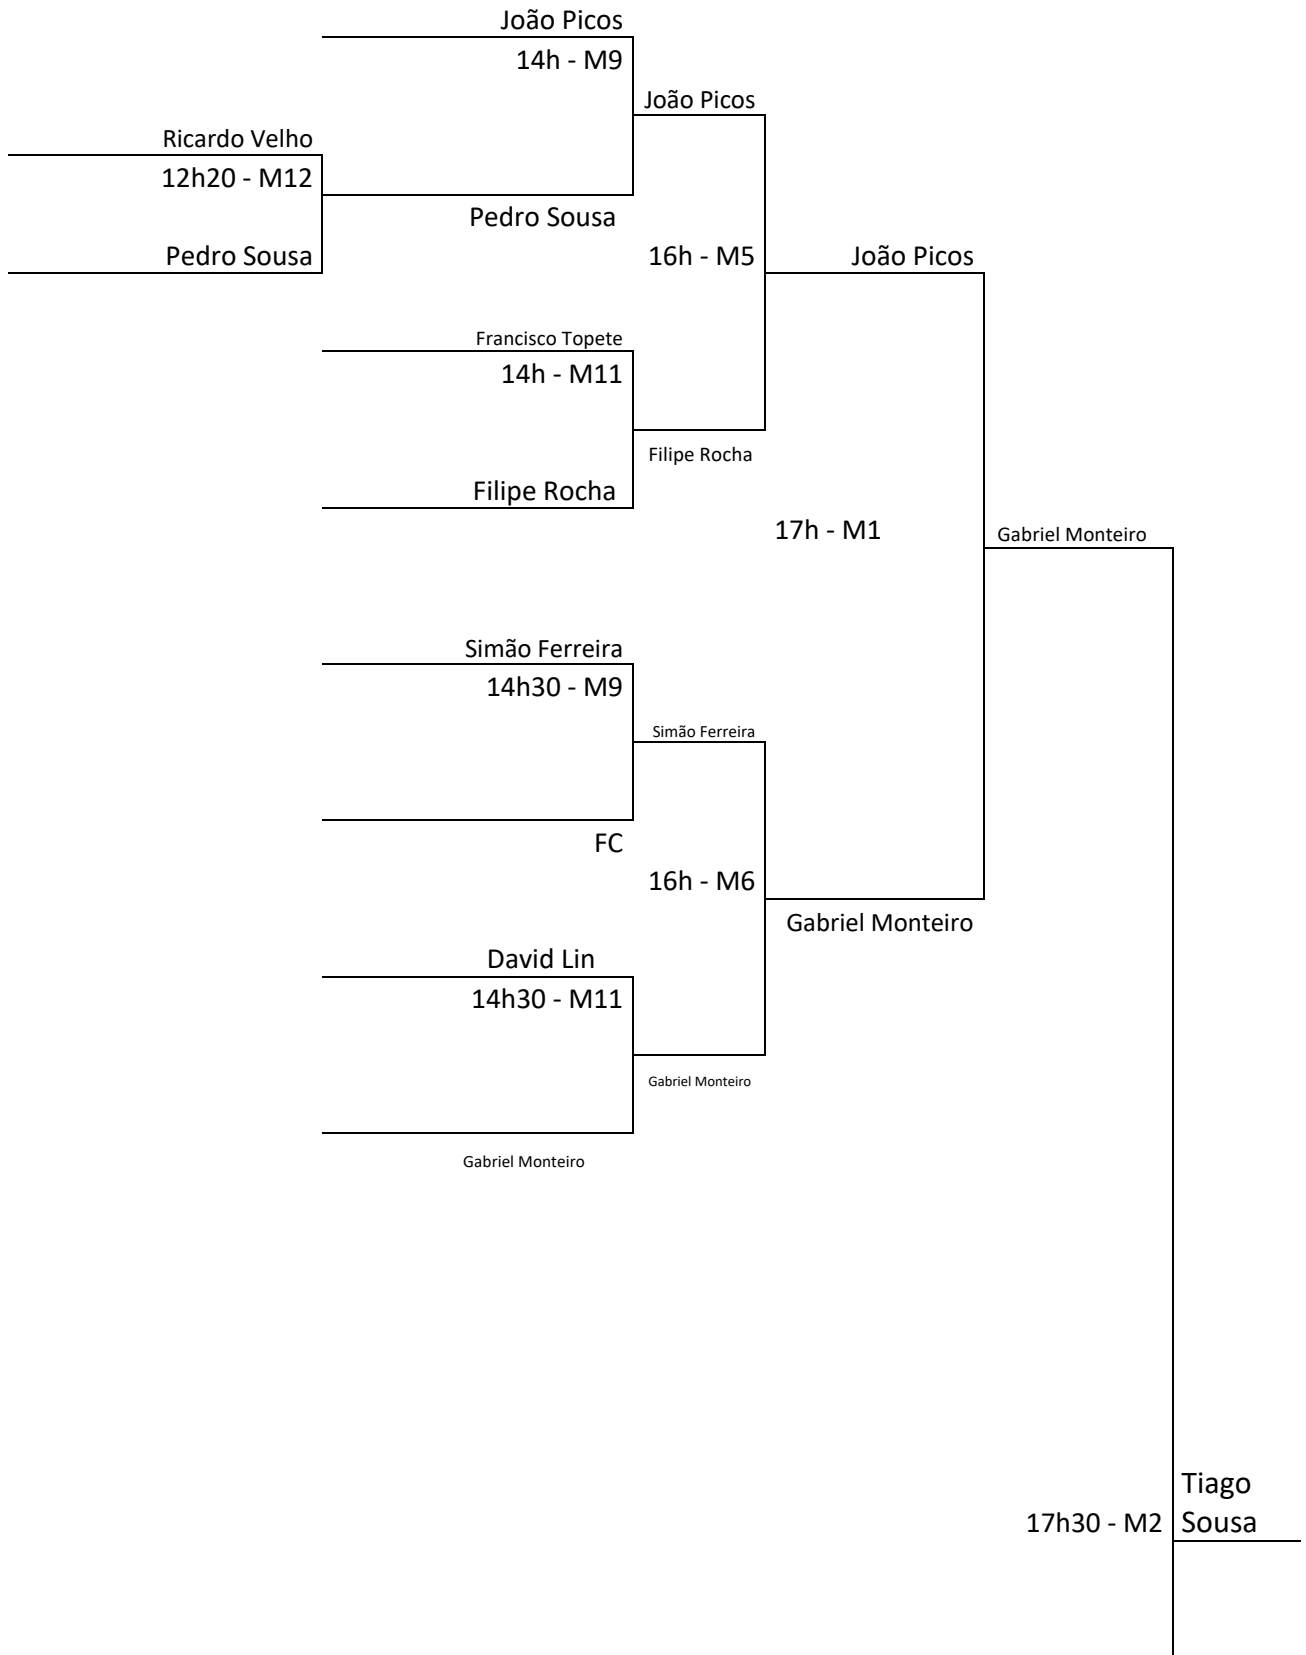 João Picos
14h - M9
João Picos
Ricardo Velho
12h20 - M12
Pedro Sousa
Pedro Sousa
16h - M5
João Picos
Francisco Topete
14h - M11
Filipe Rocha
Filipe Rocha
17h - M1
Gabriel Monteiro
Simão Ferreira
14h30 - M9
Simão Ferreira
FC
16h - M6
Gabriel Monteiro
David Lin
14h30 - M11
Gabriel Monteiro
Gabriel Monteiro
Tiago
17h30 - M2
Sousa